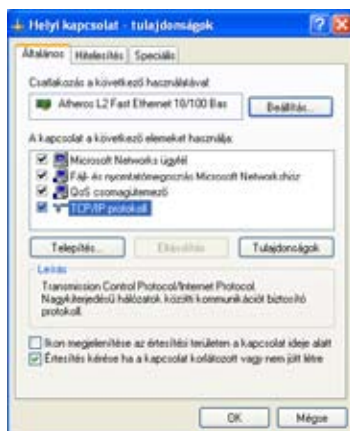 Helyi kapcsolat - tulajdonságok
Általános Hitelesítés Speciális
Csatlakozás a következő használatával:
Atheros L2 Fast Ethernet 10/100 Bas
Beállítás...
A kapcsolat a következő elemeket használja:
Microsoft Networks ügyfél
Fájl- és nyomtatómegosztás Microsoft Networkshöz
QoS csomagütemező
TCP/IP protokoll
Telepítés... Eltávolítás Tulajdonságok
Leírás
Transmission Control Protocol/Internet Protocol.
Nagykiterjedésű hálózatok közötti kommunikációt biztosító
protokoll.
Ikon megjelenítése az értesítési területen a kapcsolat ideje alatt
Értesítés kérése ha a kapcsolat korlátozott vagy nem jött létre
OK Mégse